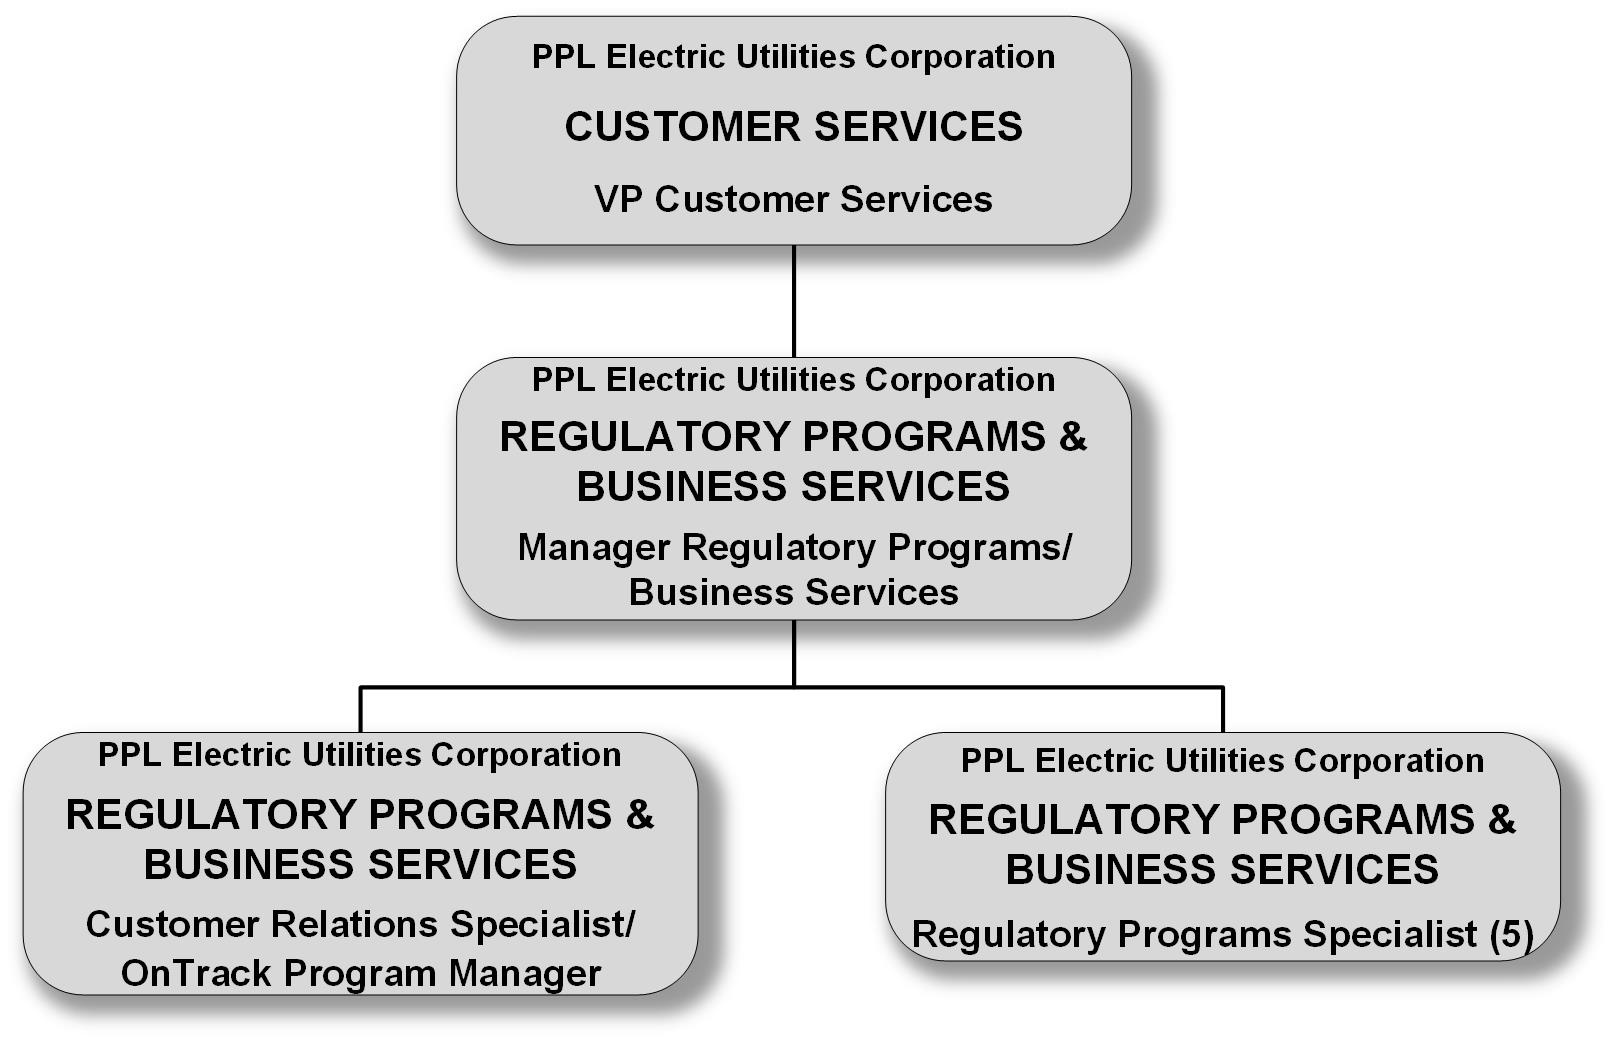 PPL Electric Utilities Corporation
CUSTOMER SERVICES
VP Customer Services
PPL Electric Utilities Corporation
REGULATORY PROGRAMS &
BUSINESS SERVICES
Manager Regulatory Programs/
Business Services
PPL Electric Utilities Corporation
REGULATORY PROGRAMS &
BUSINESS SERVICES
Customer Relations Specialist/
OnTrack Program Manager
PPL Electric Utilities Corporation
REGULATORY PROGRAMS &
BUSINESS SERVICES
Regulatory Programs Specialist (5)